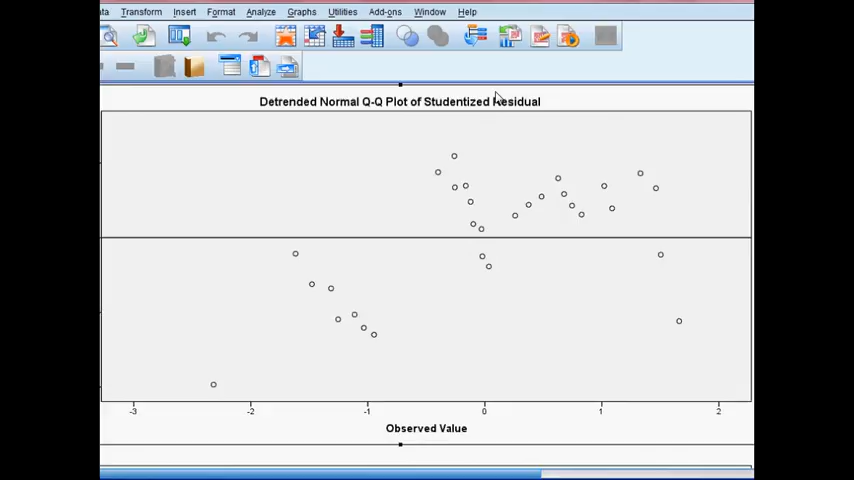 ata Transform Insert Format Analyze Graphs Utilities Add-ons Window Help
Detrended Normal Q-Q Plot of Studentized Residual
-3 -2 -1 0 1 2
Observed Value